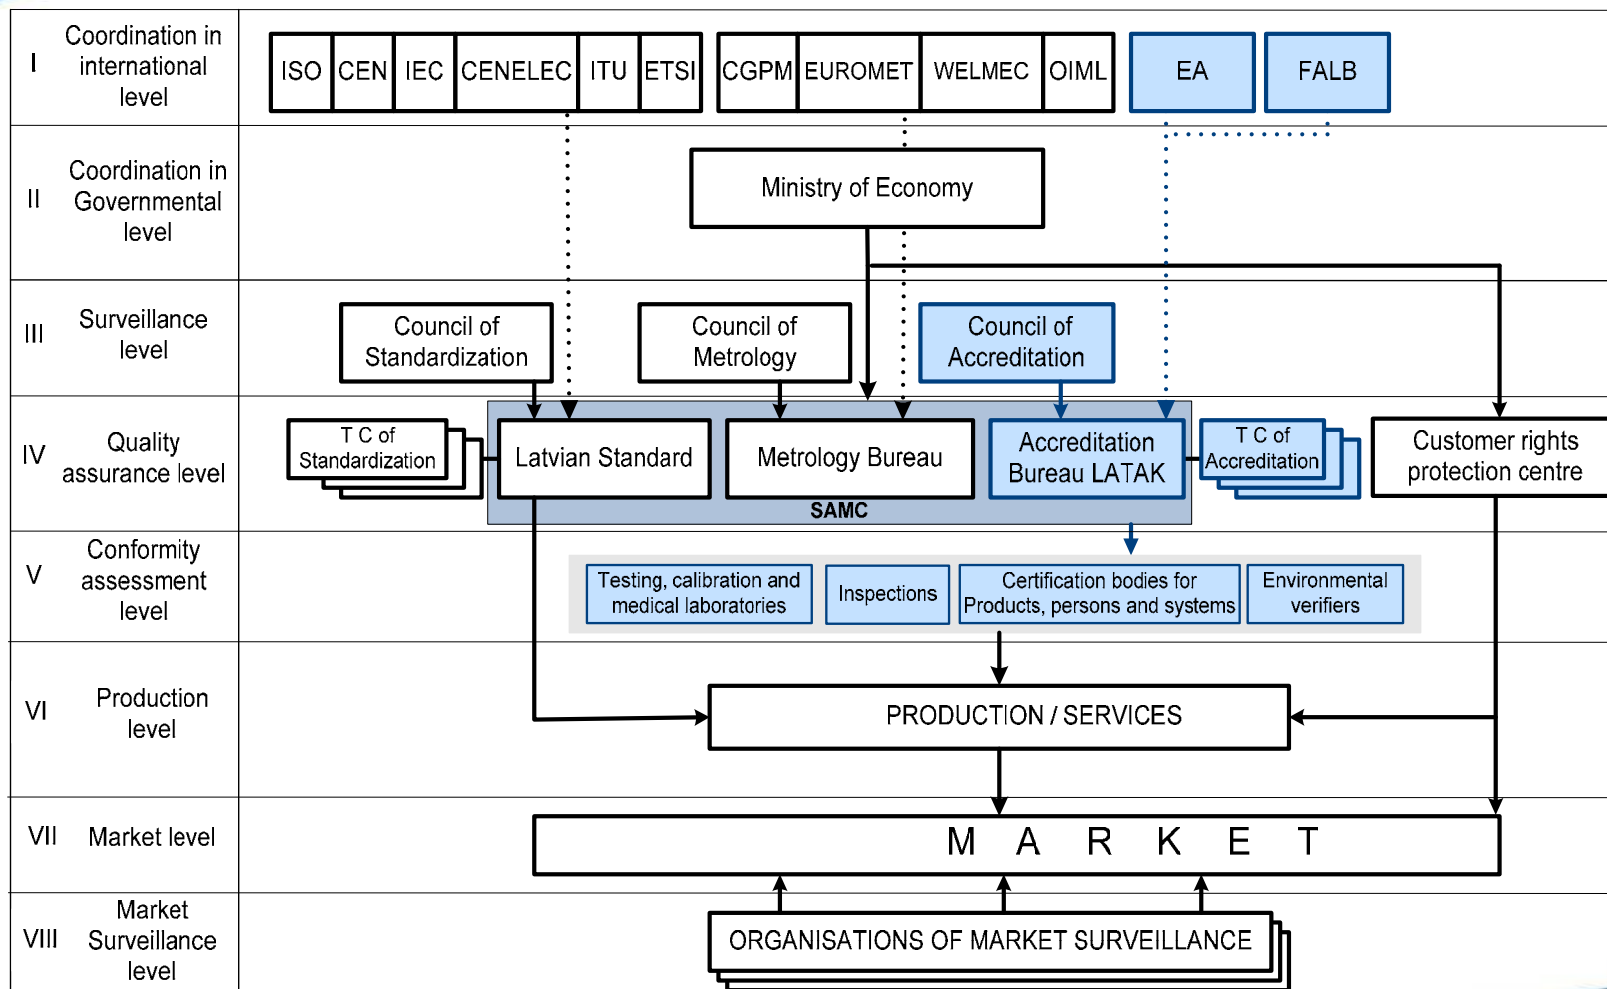 I
Coordination in
international
level
ISO CEN IEC CENELEC ITU ETSI
CGPM EUROMET WELMEC OIML
EA
FALB
II
Coordination in
Governmental
level
Ministry of Economy
III
Surveillance
level
Council of
Standardization
Council of
Metrology
Council of
Accreditation
IV
Quality
assurance level
T C of
Standardization
Latvian Standard
Metrology Bureau
Accreditation
Bureau LATAK
T C of
Accreditation
Customer rights
protection centre
SAMC
V
Conformity
assessment
level
Testing, calibration and
medical laboratories
Inspections
Certification bodies for
Products, persons and systems
Environmental
verifiers
VI
Production
level
PRODUCTION / SERVICES
VII
Market level
M A R K E T
VIII
Market
Surveillance
level
ORGANISATIONS OF MARKET SURVEILLANCE